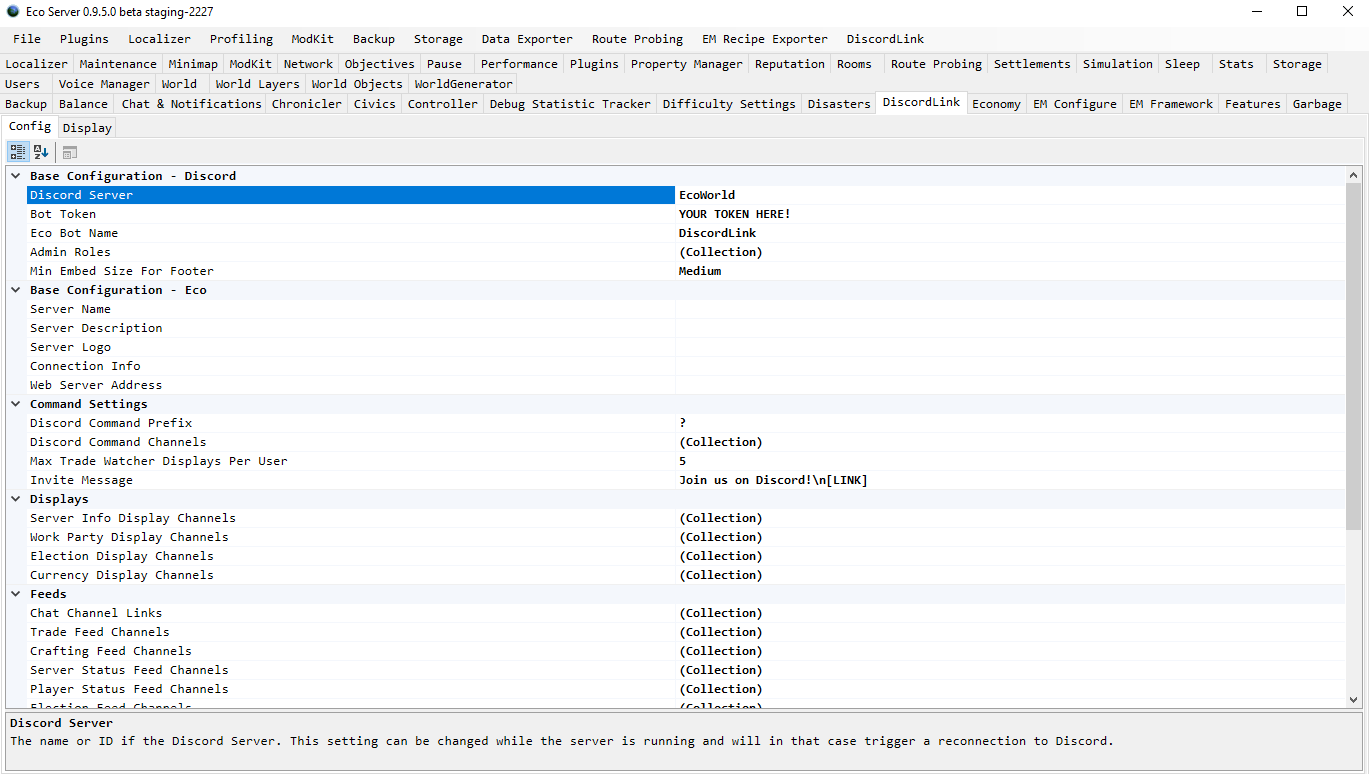 Eco Server 0.9.5.0 beta staging-2227
File Plugins Localizer Profiling ModKit Backup Storage Data Exporter Route Probing EM Recipe Exporter DiscordLink
Localizer Maintenance Minimap ModKit Network Objectives Pause Performance Plugins Property Manager Reputation Rooms Route Probing Settlements Simulation Sleep Stats Storage
Users Voice Manager World World Layers World Objects WorldGenerator
Backup Balance Chat & Notifications Chronicler Civics Controller Debug Statistic Tracker Difficulty Settings Disasters DiscordLink Economy EM Configure EM Framework Features Garbage
Config Display
Base Configuration - Discord
Discord Server EcoWorld
Bot Token YOUR TOKEN HERE!
Eco Bot Name DiscordLink
Admin Roles (Collection)
Min Embed Size For Footer Medium
Base Configuration - Eco
Server Name
Server Description
Server Logo
Connection Info
Web Server Address
Command Settings
Discord Command Prefix ?
Discord Command Channels (Collection)
Max Trade Watcher Displays Per User 5
Invite Message Join us on Discord!\n[LINK]
Displays
Server Info Display Channels (Collection)
Work Party Display Channels (Collection)
Election Display Channels (Collection)
Currency Display Channels (Collection)
Feeds
Chat Channel Links (Collection)
Trade Feed Channels (Collection)
Crafting Feed Channels (Collection)
Server Status Feed Channels (Collection)
Player Status Feed Channels (Collection)
Election Feed Channels (Collection)
Discord Server
The name or ID if the Discord Server. This setting can be changed while the server is running and will in that case trigger a reconnection to Discord.